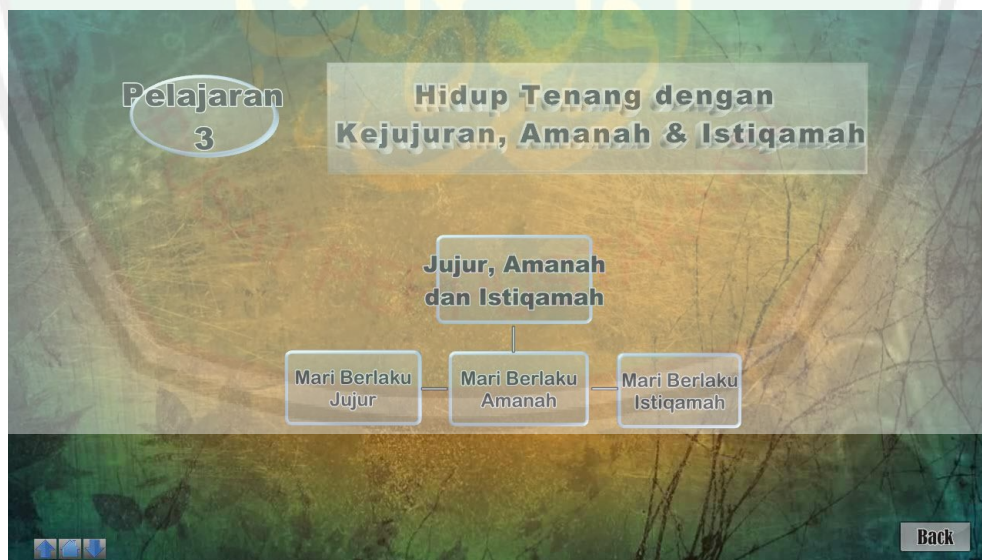 Pelajaran
3
Hidup Tenang dengan
Kejujuran, Amanah & Istiqamah
Jujur, Amanah
dan Istiqamah
Mari Berlaku
Jujur
Mari Berlaku
Amanah
Mari Berlaku
Istiqamah
Back